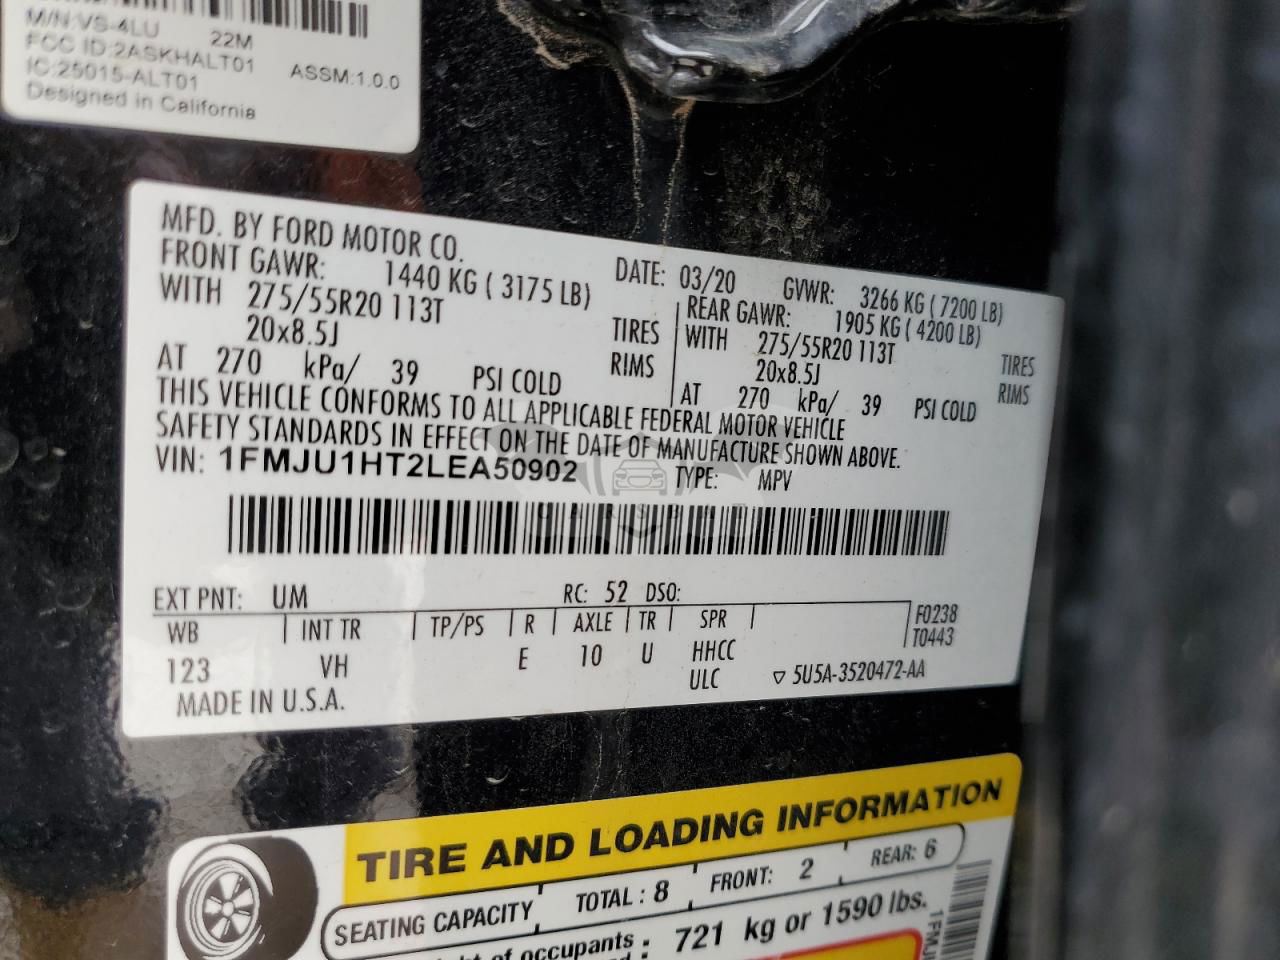 M/N:VS-4LU 22M
FCC ID:2ASKHALT01
IC:25015-ALT01 ASSM:1.0.0
Designed in California
MFD. BY FORD MOTOR CO.
DATE: 03/20 GVWR: 3266 KG ( 7200 LB)
FRONT GAWR: 1440 KG ( 3175 LB) REAR GAWR: 1905 KG ( 4200 LB)
WITH 275/55R20 113T TIRES WITH 275/55R20 113T TIRES
20x8.5J RIMS 20x8.5J RIMS
AT 270 kPa/ 39 PSI COLD AT 270 kPa/ 39 PSI COLD
THIS VEHICLE CONFORMS TO ALL APPLICABLE FEDERAL MOTOR VEHICLE
SAFETY STANDARDS IN EFFECT ON THE DATE OF MANUFACTURE SHOWN ABOVE.
VIN: 1FMJU1HT2LEA50902 TYPE: MPV
CARSBAT
EXT PNT: UM RC: 52 DSO:
WB INT TR TP/PS R AXLE TR SPR F0238
T0443
123 VH E 10 U HHCC
ULC ▽ 5U5A-3520472-AA
MADE IN U.S.A.
TIRE AND LOADING INFORMATION
SEATING CAPACITY TOTAL : 8 FRONT: 2 REAR: 6
of occupants : 721 kg or 1590 lbs.